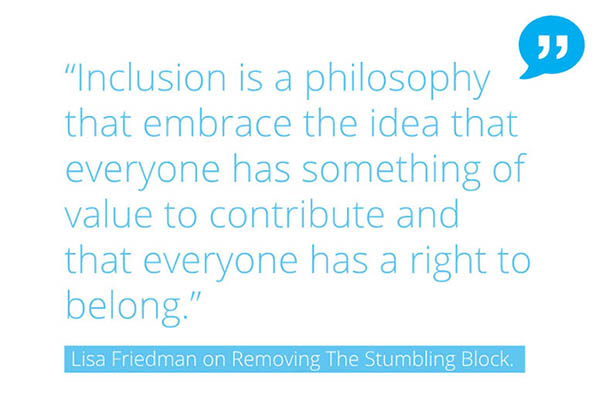 “Inclusion is a philosophy
that embrace the idea that
everyone has something of
value to contribute and
that everyone has a right to
belong.”
Lisa Friedman on Removing The Stumbling Block.